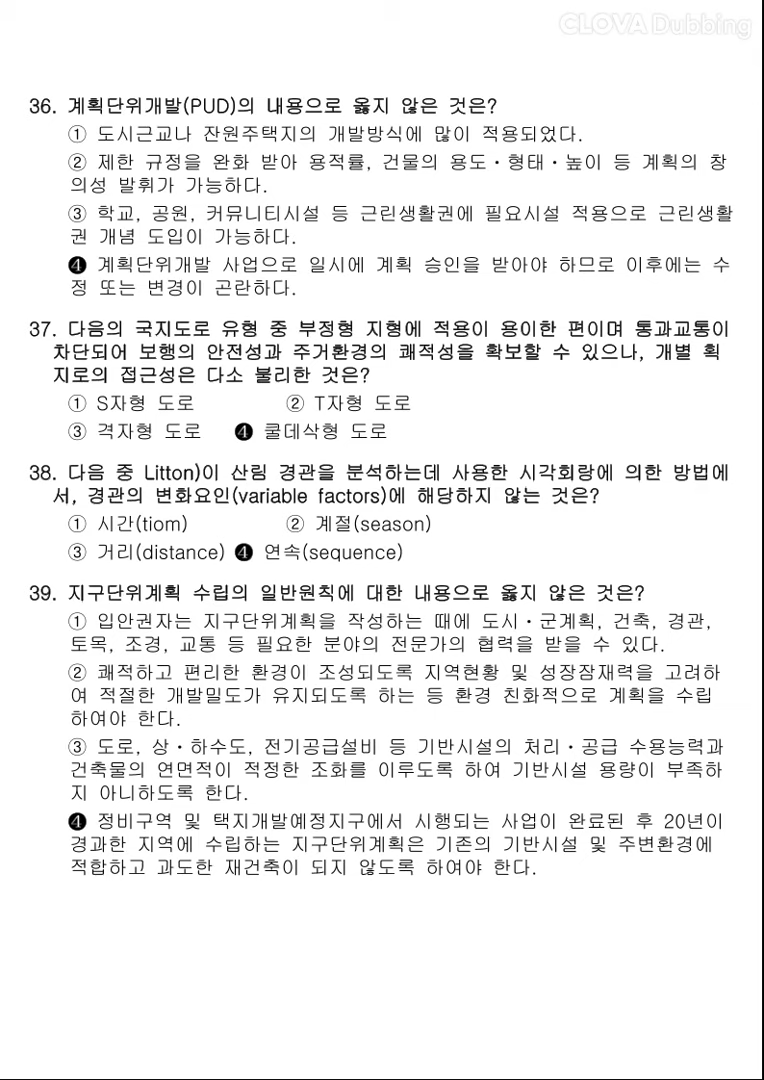 CLOVA Dubbing
36. 계획단위개발(PUD)의 내용으로 옳지 않은 것은?
① 도시근교나 잔원주택지의 개발방식에 많이 적용되었다.
② 제한 규정을 완화 받아 용적률, 건물의 용도·형태·높이 등 계획의 창
의성 발휘가 가능하다.
③ 학교, 공원, 커뮤니티시설 등 근린생활권에 필요시설 적용으로 근린생활
권 개념 도입이 가능하다.
❹ 계획단위개발 사업으로 일시에 계획 승인을 받아야 하므로 이후에는 수
정 또는 변경이 곤란하다.
37. 다음의 국지도로 유형 중 부정형 지형에 적용이 용이한 편이며 통과교통이
차단되어 보행의 안전성과 주거환경의 쾌적성을 확보할 수 있으나, 개별 획
지로의 접근성은 다소 불리한 것은?
① S자형 도로 ② T자형 도로
③ 격자형 도로 ❹ 쿨데삭형 도로
38. 다음 중 Litton)이 산림 경관을 분석하는데 사용한 시각회랑에 의한 방법에
서, 경관의 변화요인(variable factors)에 해당하지 않는 것은?
① 시간(tiom) ② 계절(season)
③ 거리(distance) ❹ 연속(sequence)
39. 지구단위계획 수립의 일반원칙에 대한 내용으로 옳지 않은 것은?
① 입안권자는 지구단위계획을 작성하는 때에 도시·군계획, 건축, 경관,
토목, 조경, 교통 등 필요한 분야의 전문가의 협력을 받을 수 있다.
② 쾌적하고 편리한 환경이 조성되도록 지역현황 및 성장잠재력을 고려하
여 적절한 개발밀도가 유지되도록 하는 등 환경 친화적으로 계획을 수립
하여야 한다.
③ 도로, 상·하수도, 전기공급설비 등 기반시설의 처리·공급 수용능력과
건축물의 연면적이 적정한 조화를 이루도록 하여 기반시설 용량이 부족하
지 아니하도록 한다.
❹ 정비구역 및 택지개발예정지구에서 시행되는 사업이 완료된 후 20년이
경과한 지역에 수립하는 지구단위계획은 기존의 기반시설 및 주변환경에
적합하고 과도한 재건축이 되지 않도록 하여야 한다.